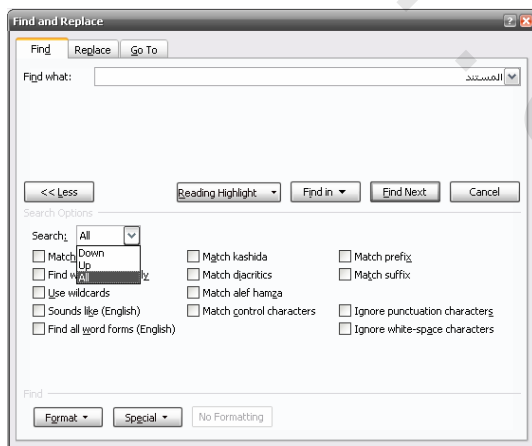 Find and Replace
Find Replace Go To
Find what: المستند
<< Less Reading Highlight Find in Find Next Cancel
Search Options
Search: All
Down
Up
All
Match
Find w
Use wildcards
Sounds like (English)
Find all word forms (English)
Match kashida
Match diacritics
Match alef hamza
Match control characters
Match prefix
Match suffix
Ignore punctuation characters
Ignore white-space characters
Find
Format Special No Formatting